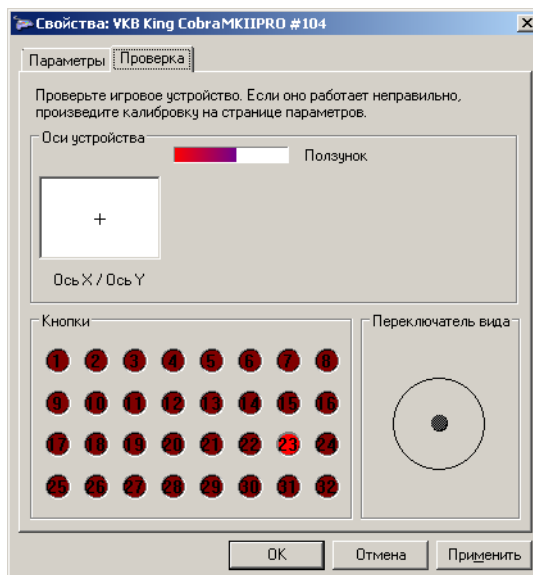 Свойства: VKB King CobraMKIIPRO #104
Параметры Проверка
Проверьте игровое устройство. Если оно работает неправильно,
произведите калибровку на странице параметров.
Оси устройства
Ползунок
Ось X / Ось Y
Кнопки
Переключатель вида
1 2 3 4 5 6 7 8
9 10 11 12 13 14 15 16
17 18 19 20 21 22 23 24
25 26 27 28 29 30 31 32
OK Отмена Применить